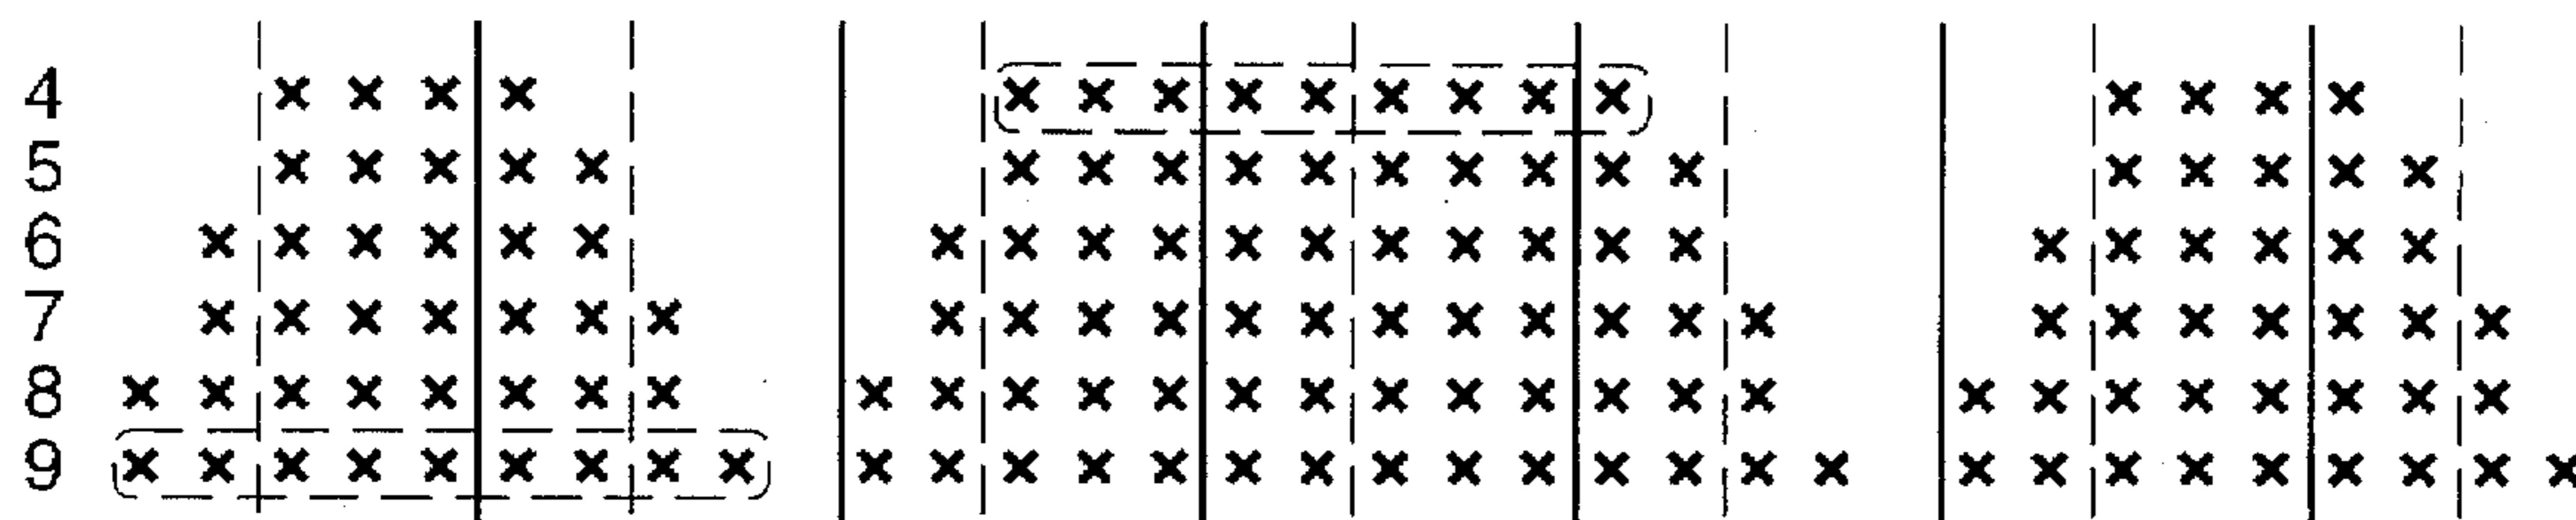 4 × × × × × × × × × × × × × × × × ×
5 × × × × × × × × × × × × × × × × × × × ×
6 × × × × × × × × × × × × × × × × × × × × × × ×
7 × × × × × × × × × × × × × × × × × × × × × × × × × ×
8 × × × × × × × × × × × × × × × × × × × × × × × × × × × × ×
9 × × × × × × × × × × × × × × × × × × × × × × × × × × × × × × × ×